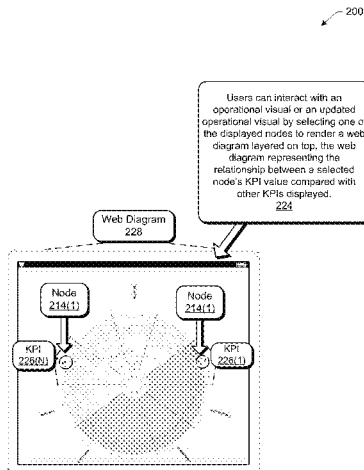 200
Users can interact with an
operational visual or an updated
operational visual by selecting one of
the displayed nodes to render a web
diagram layered on top, the web
diagram representing the
relationship between a selected
node's KPI value compared with
other KPIs displayed.
224
Web Diagram
228
Node
214(1)
Node
214(1)
KPI
226(N)
KPI
226(1)